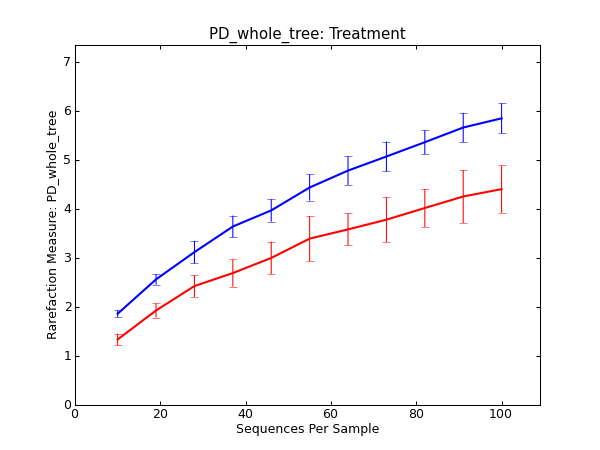 PD_whole_tree: Treatment
Rarefaction Measure: PD_whole_tree
7
6
5
4
3
2
1
0
0 20 40 60 80 100
Sequences Per Sample